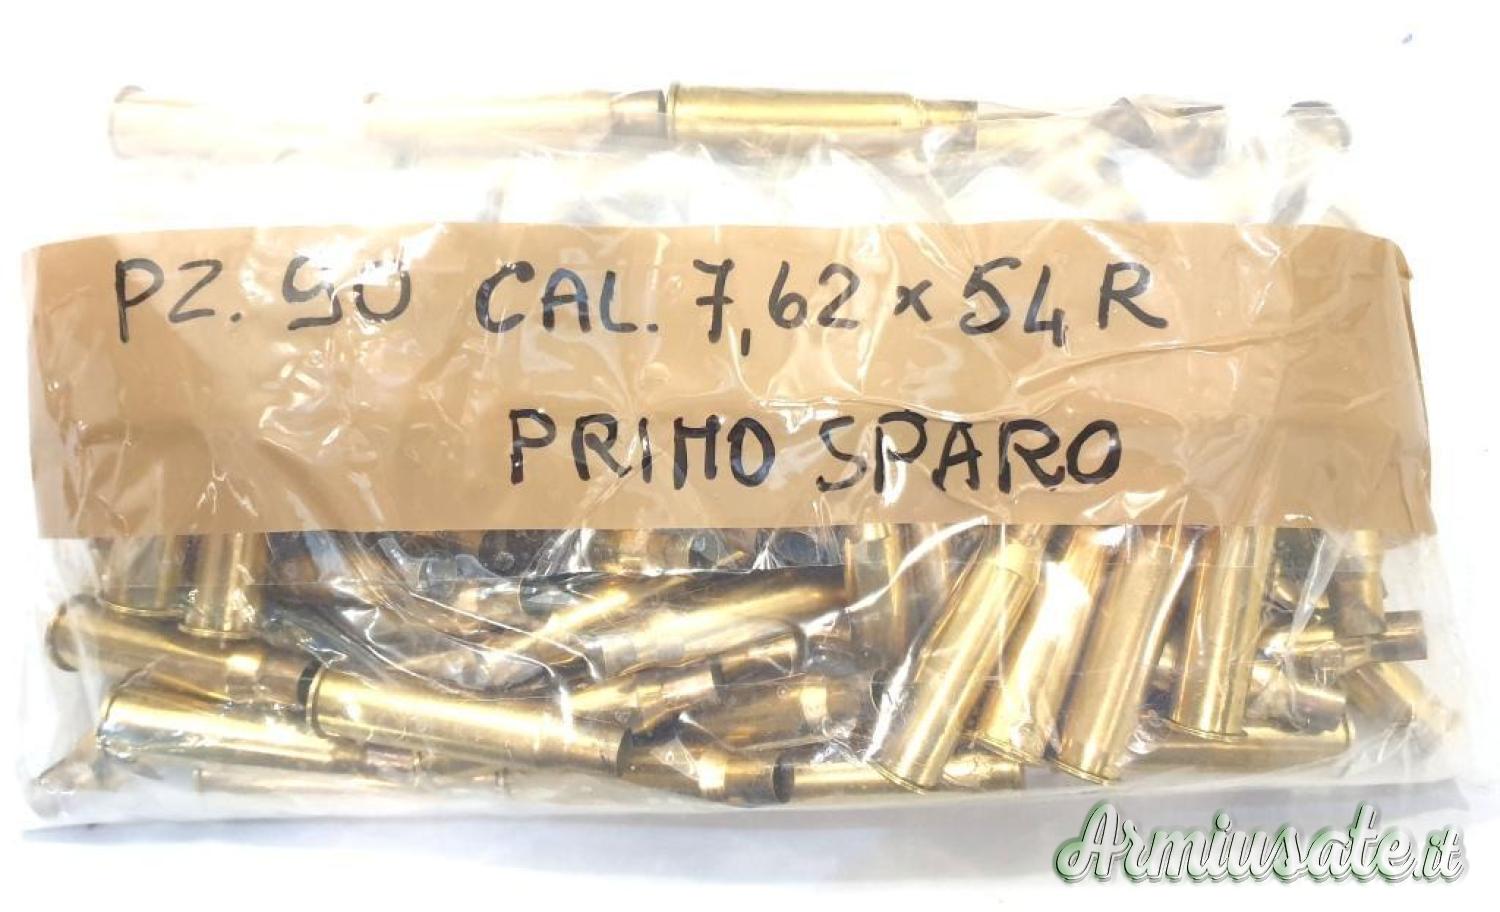 PZ. 90 CAL. 7,62 x 54 R
PRIMO SPARO
Armiusate.it